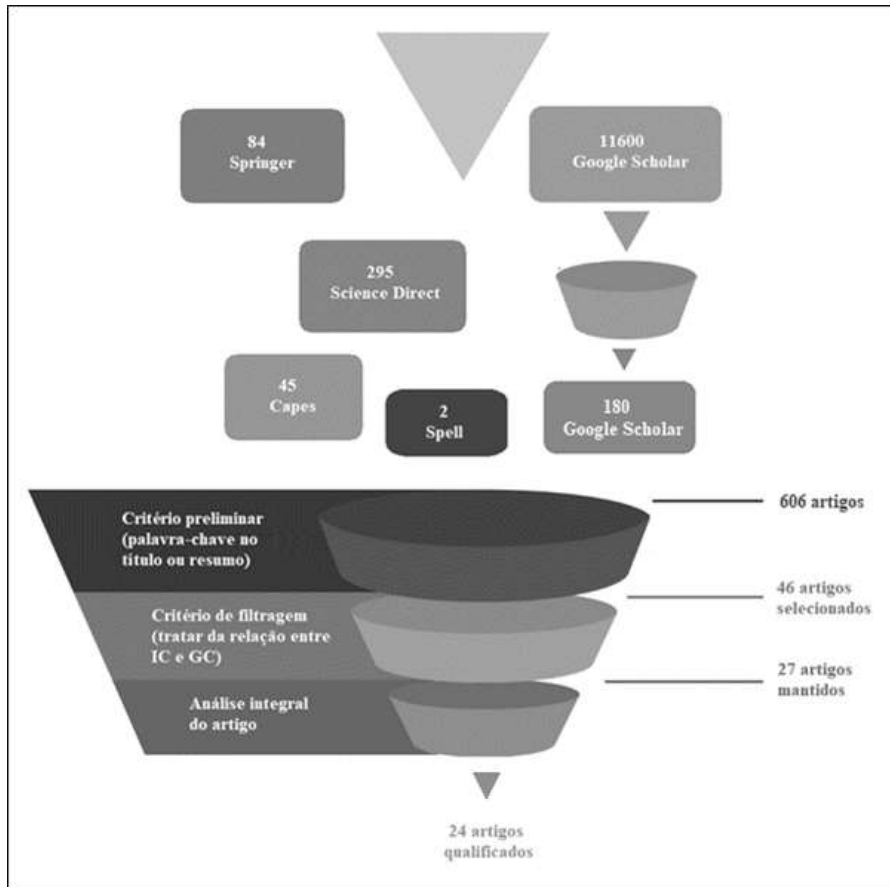 84
Springer
11600
Google Scholar
295
Science Direct
45
Capes
2
Spell
180
Google Scholar
606 artigos
Critério preliminar
(palavra-chave no
título ou resumo)
46 artigos
selecionados
Critério de filtragem
(tratar da relação entre
IC e GC)
27 artigos
mantidos
Análise integral
do artigo
24 artigos
qualificados